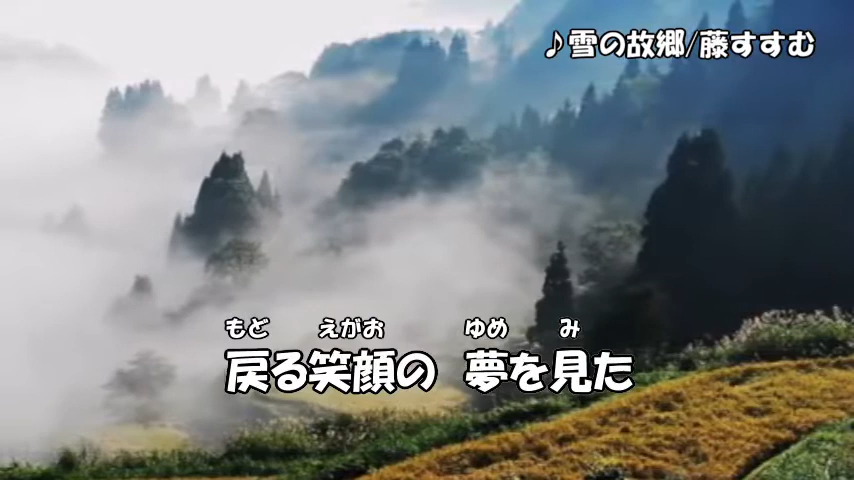 ♪雪の故郷/藤すすむ
もど えがお ゆめ み
戻る笑顔の 夢を見た